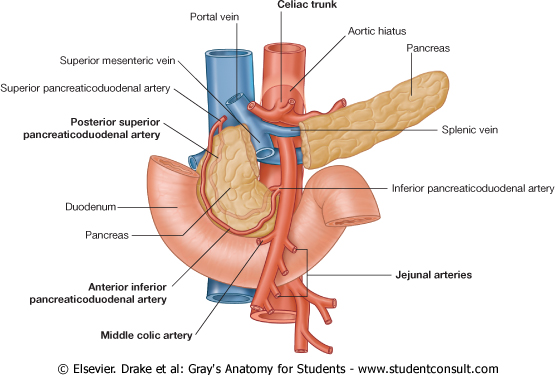 Celiac trunk
Portal vein
Aortic hiatus
Pancreas
Superior mesenteric vein
Superior pancreaticoduodenal artery
Posterior superior
pancreaticoduodenal artery
Splenic vein
Inferior pancreaticoduodenal artery
Duodenum
Pancreas
Anterior inferior
pancreaticoduodenal artery
Jejunal arteries
Middle colic artery
© Elsevier. Drake et al: Gray's Anatomy for Students - www.studentconsult.com